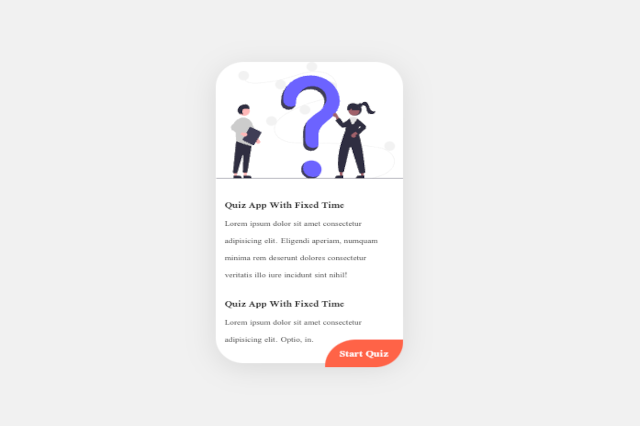 Quiz App With Fixed Time
Lorem ipsum dolor sit amet consectetur
adipisicing elit. Eligendi aperiam, numquam
minima rem deserunt dolores consectetur
veritatis illo iure incidunt sint nihil!
Quiz App With Fixed Time
Lorem ipsum dolor sit amet consectetur
adipisicing elit. Optio, in.
Start Quiz